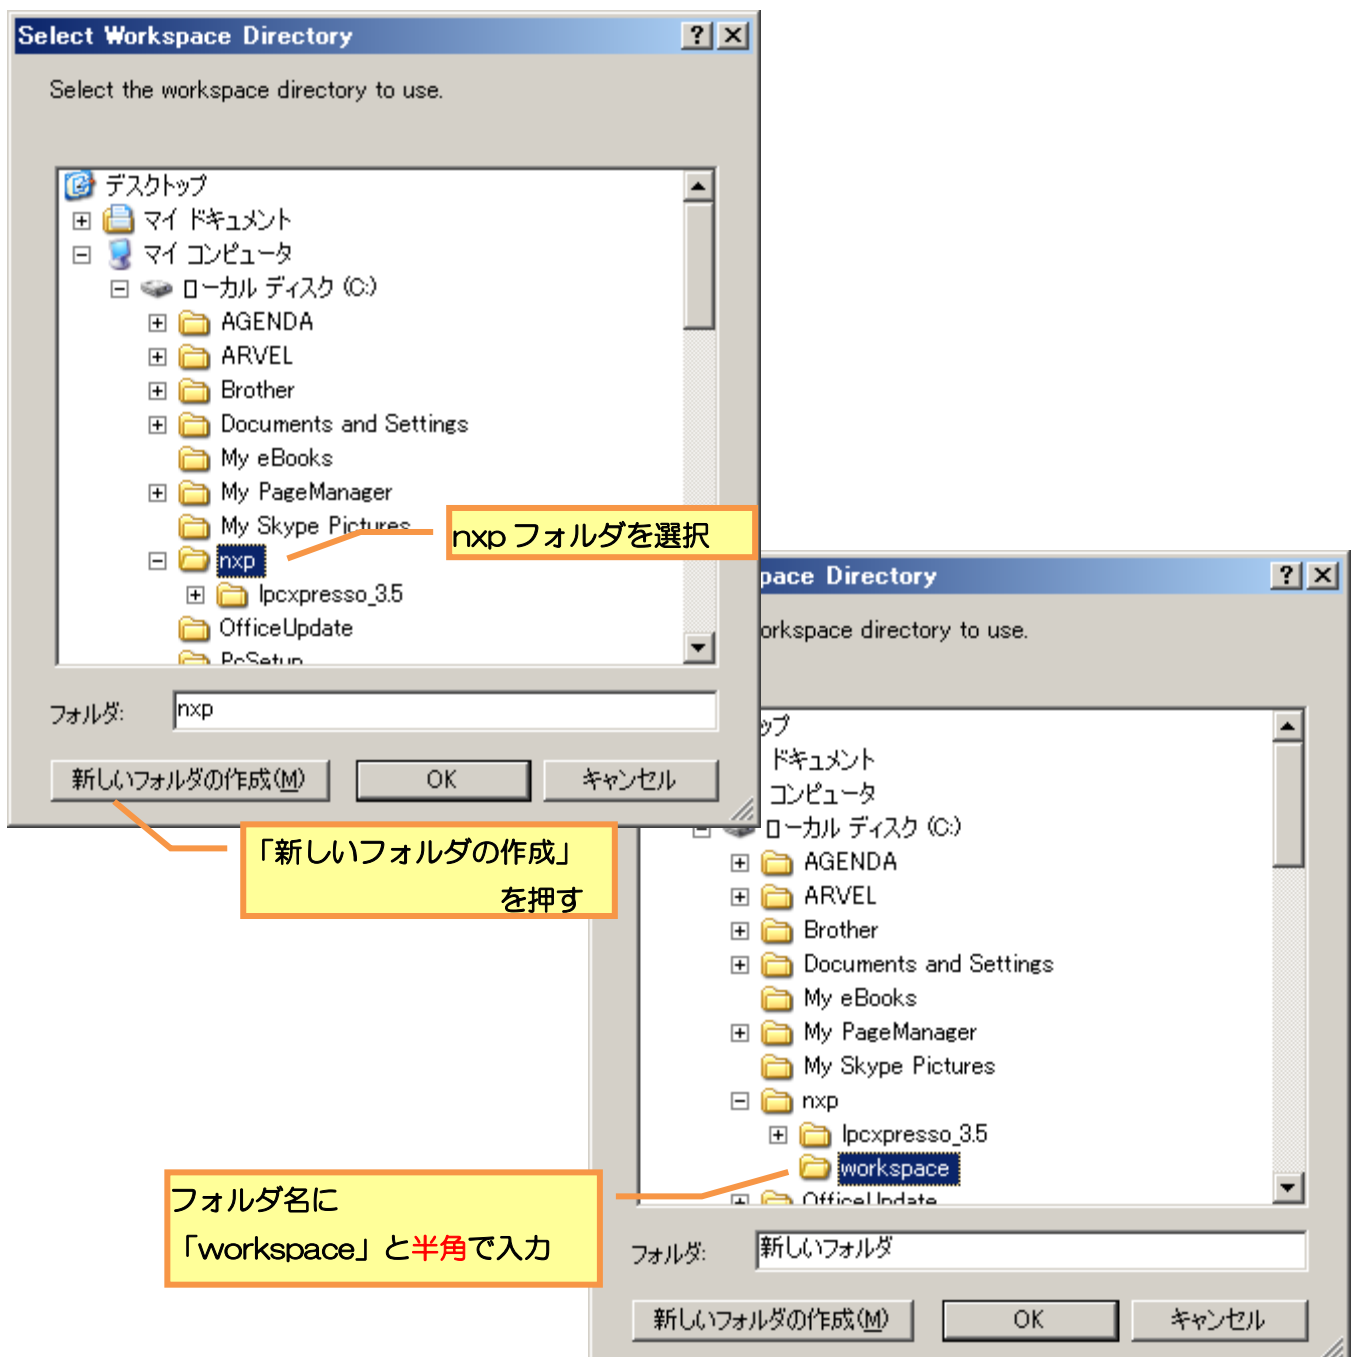 Select Workspace Directory
Select the workspace directory to use.
デスクトップ
マイ ドキュメント
マイ コンピュータ
ローカル ディスク (C:)
AGENDA
ARVEL
Brother
Documents and Settings
My eBooks
My PageManager
My Skype Pictures
nxp フォルダを選択
nxp
lpcxpresso_3.5
OfficeUpdate
PcSetup
フォルダ: nxp
新しいフォルダの作成(M) OK キャンセル
「新しいフォルダの作成」
を押す
pace Directory
orkspace directory to use.
ップ
ドキュメント
コンピュータ
ローカル ディスク (C:)
AGENDA
ARVEL
Brother
Documents and Settings
My eBooks
My PageManager
My Skype Pictures
nxp
lpcxpresso_3.5
workspace
OfficeUpdate
フォルダ名に
「workspace」と半角で入力
フォルダ: 新しいフォルダ
新しいフォルダの作成(M) OK キャンセル